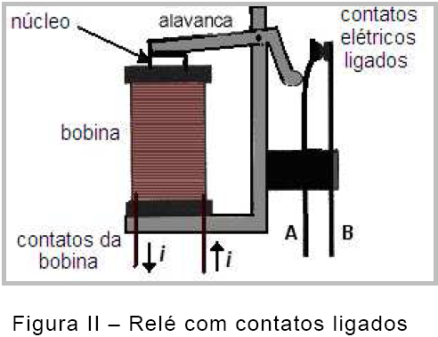 núcleo
alavanca
contatos
elétricos
ligados
bobina
contatos da
bobina
i
i
A
B
Figura II – Relé com contatos ligados